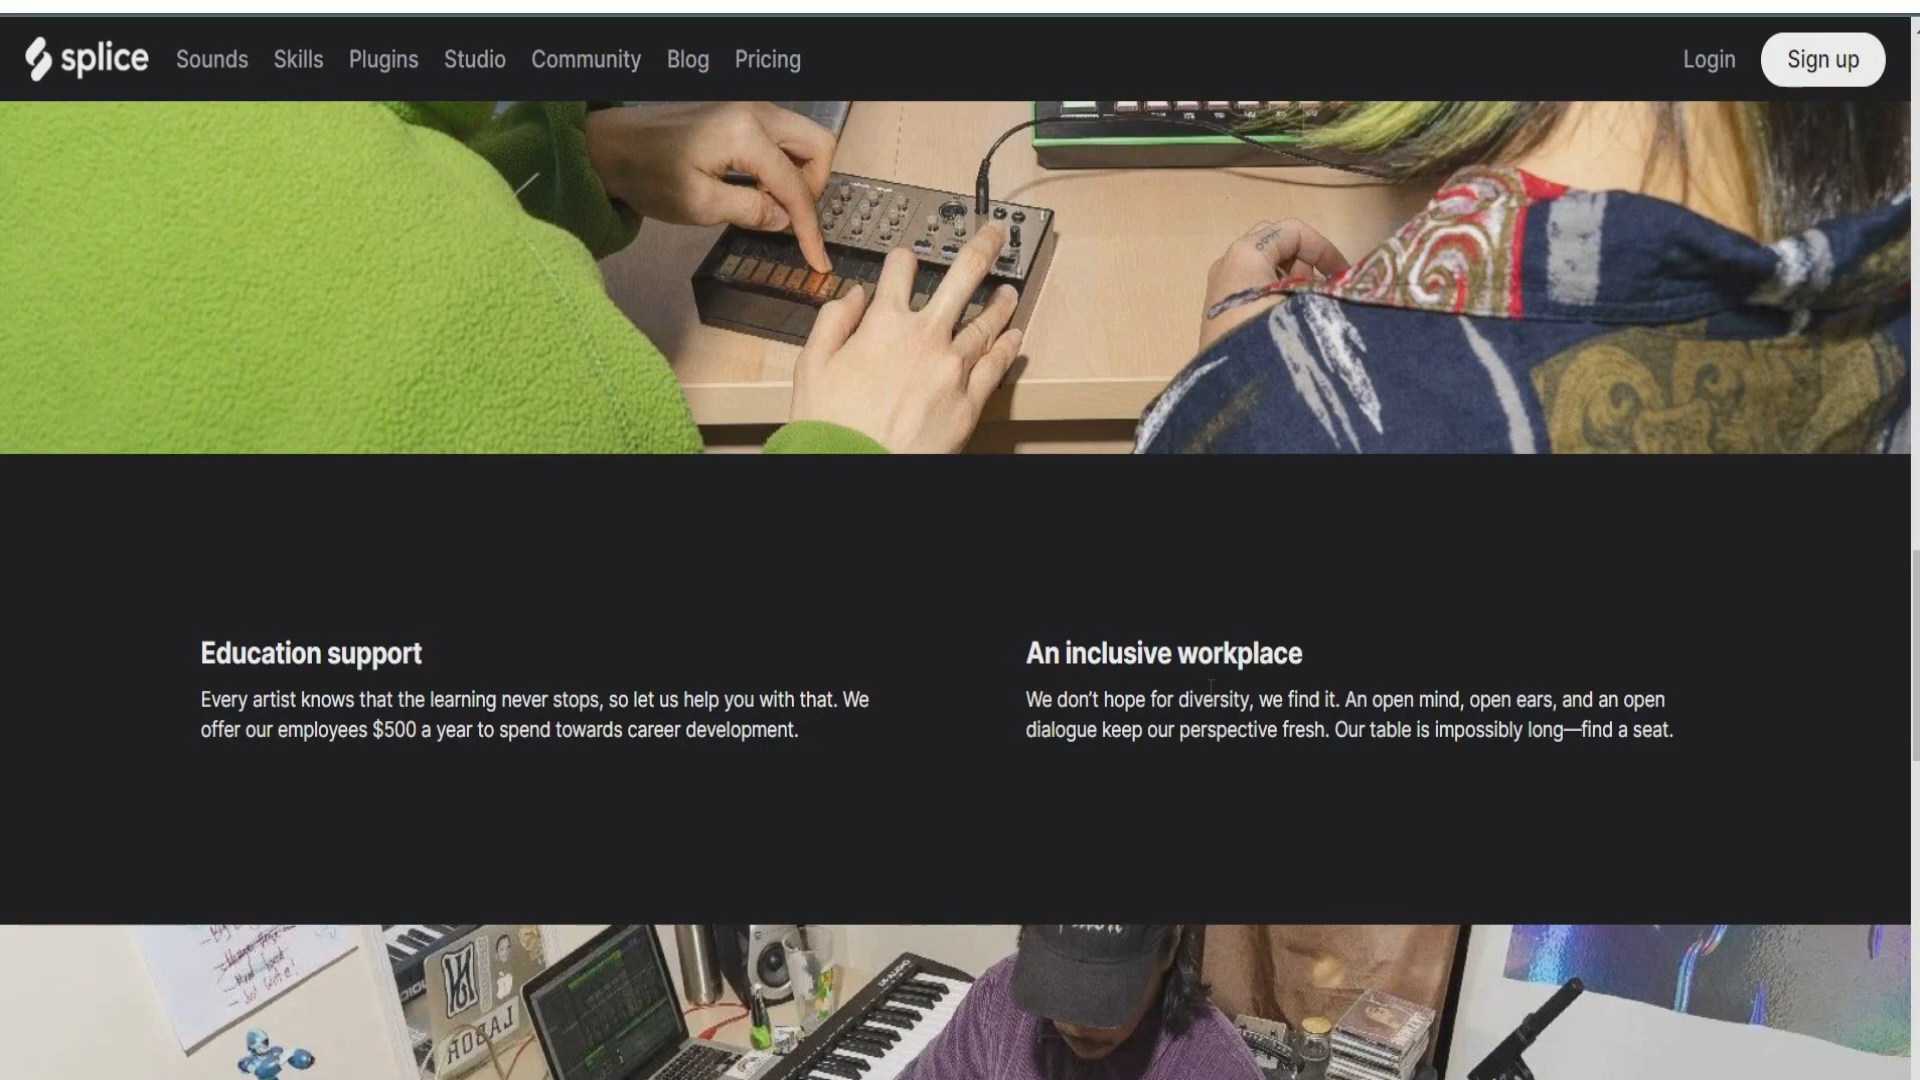 splice Sounds Skills Plugins Studio Community Blog Pricing Login Sign up
Education support
Every artist knows that the learning never stops, so let us help you with that. We
offer our employees $500 a year to spend towards career development.
An inclusive workplace
We don’t hope for diversity, we find it. An open mind, open ears, and an open
dialogue keep our perspective fresh. Our table is impossibly long—find a seat.